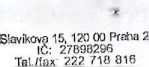 Slavíkova 15, 120 00 Praha 2
IČ: 27898296
Tel./fax: 222 718 816